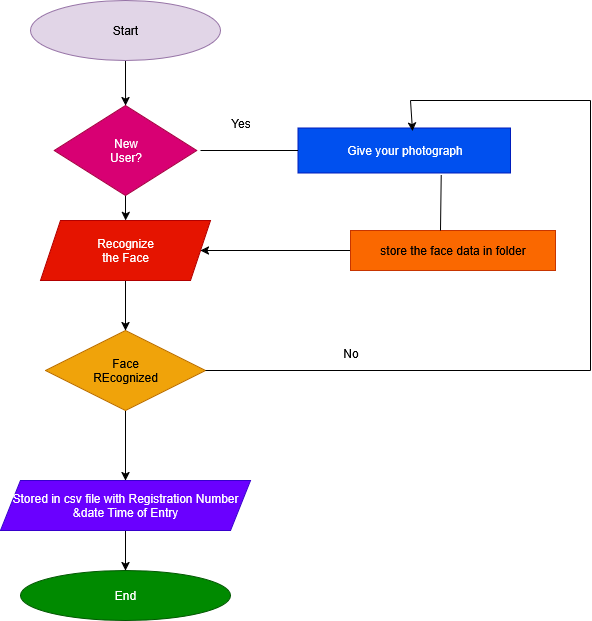 Start
Yes
New
User?
Give your photograph
Recognize
the Face
store the face data in folder
No
Face
REcognized
Stored in csv file with Registration Number
&date Time of Entry
End